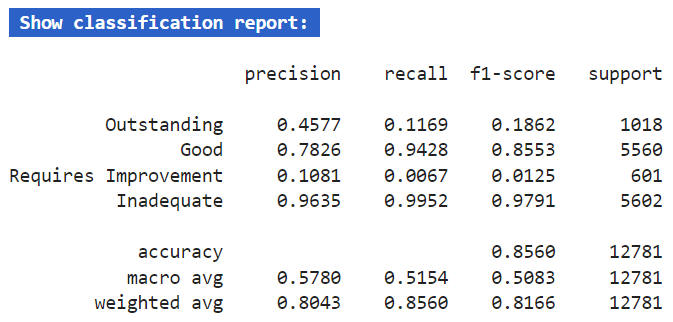 Show classification report:
precision recall f1-score support
Outstanding 0.4577 0.1169 0.1862 1018
Good 0.7826 0.9428 0.8553 5560
Requires Improvement 0.1081 0.0067 0.0125 601
Inadequate 0.9635 0.9952 0.9791 5602
accuracy 0.8560 12781
macro avg 0.5780 0.5154 0.5083 12781
weighted avg 0.8043 0.8560 0.8166 12781